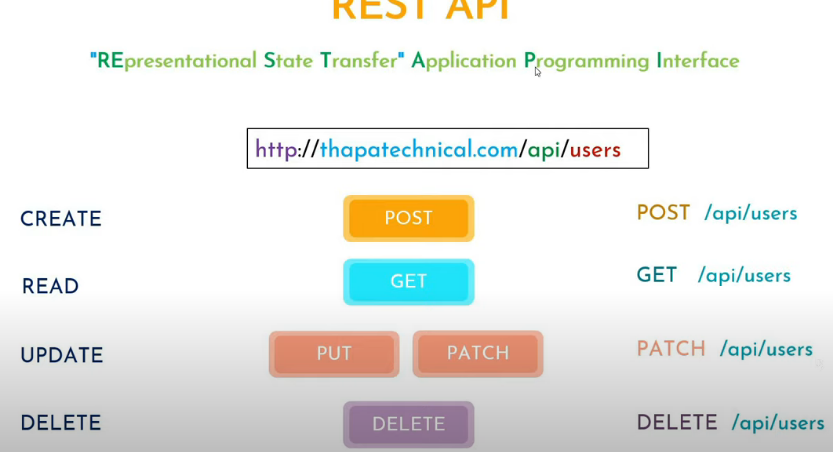 REST API
"REpresentational State Transfer" Application Programming Interface
http://thapatechnical.com/api/users
CREATE POST POST /api/users
READ GET GET /api/users
UPDATE PUT PATCH PATCH /api/users
DELETE DELETE DELETE /api/users